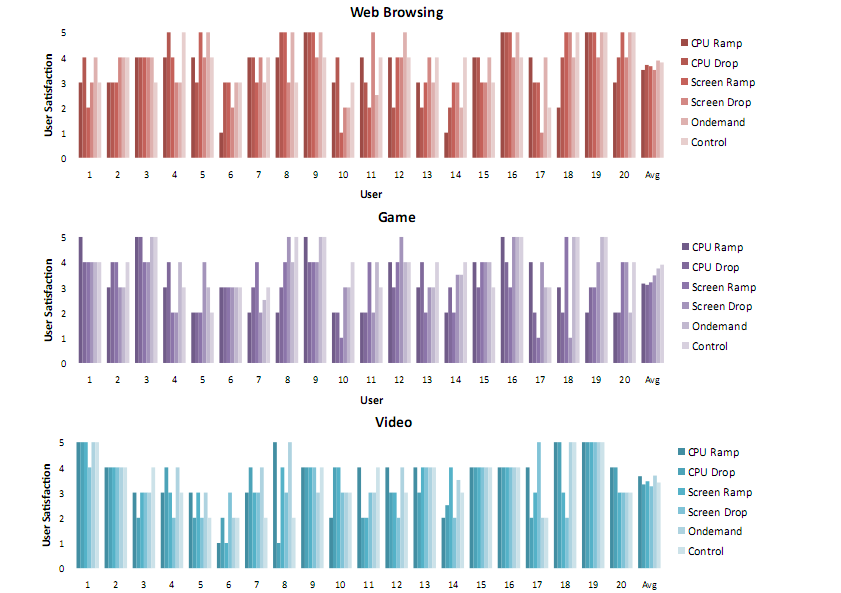 Web Browsing
5
4
3
2
1
0
User Satisfaction
1 2 3 4 5 6 7 8 9 10 11 12 13 14 15 16 17 18 19 20 Avg
User
CPU Ramp
CPU Drop
Screen Ramp
Screen Drop
Ondemand
Control
Game
5
4
3
2
1
0
User Satisfaction
1 2 3 4 5 6 7 8 9 10 11 12 13 14 15 16 17 18 19 20 Avg
User
CPU Ramp
CPU Drop
Screen Ramp
Screen Drop
Ondemand
Control
Video
5
4
3
2
1
0
User Satisfaction
1 2 3 4 5 6 7 8 9 10 11 12 13 14 15 16 17 18 19 20 Avg
CPU Ramp
CPU Drop
Screen Ramp
Screen Drop
Ondemand
Control